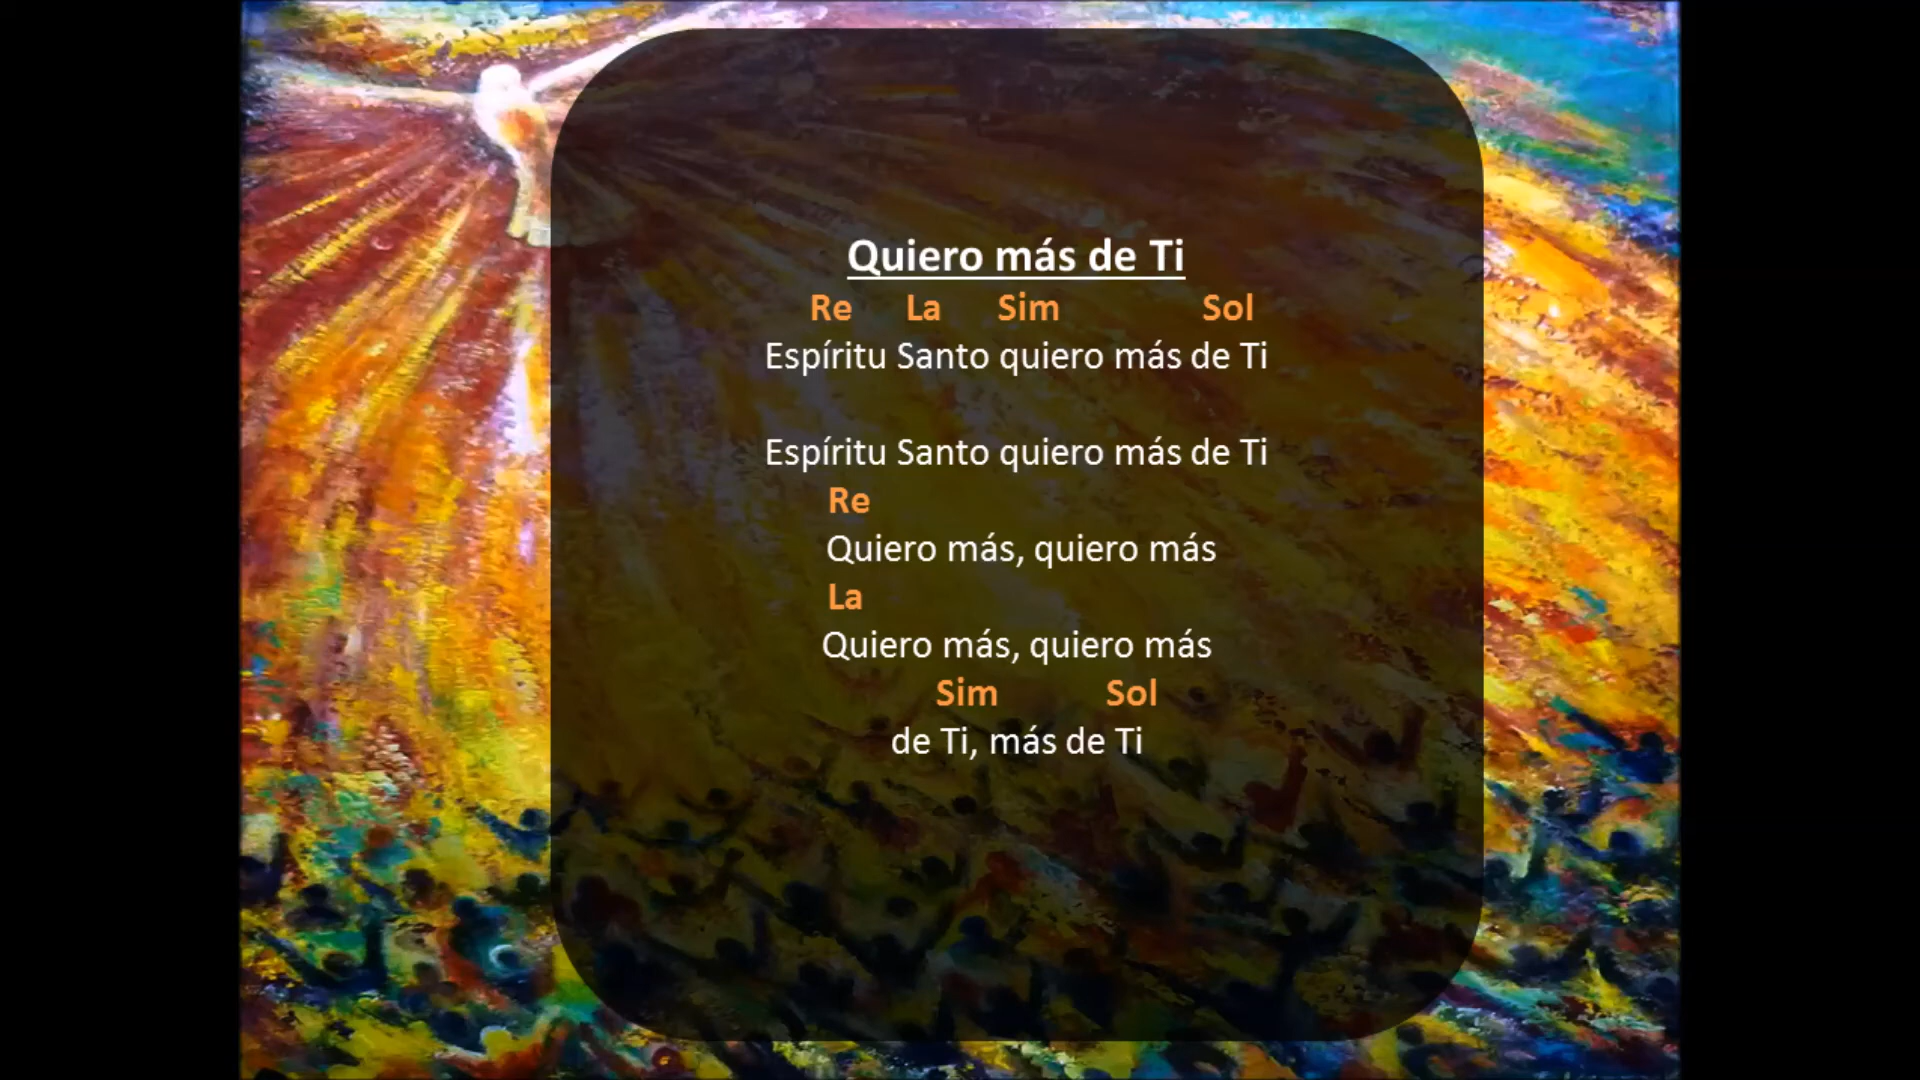 Quiero más de Ti
Re La Sim Sol
Espíritu Santo quiero más de Ti
Espíritu Santo quiero más de Ti
Re
Quiero más, quiero más
La
Quiero más, quiero más
Sim Sol
de Ti, más de Ti